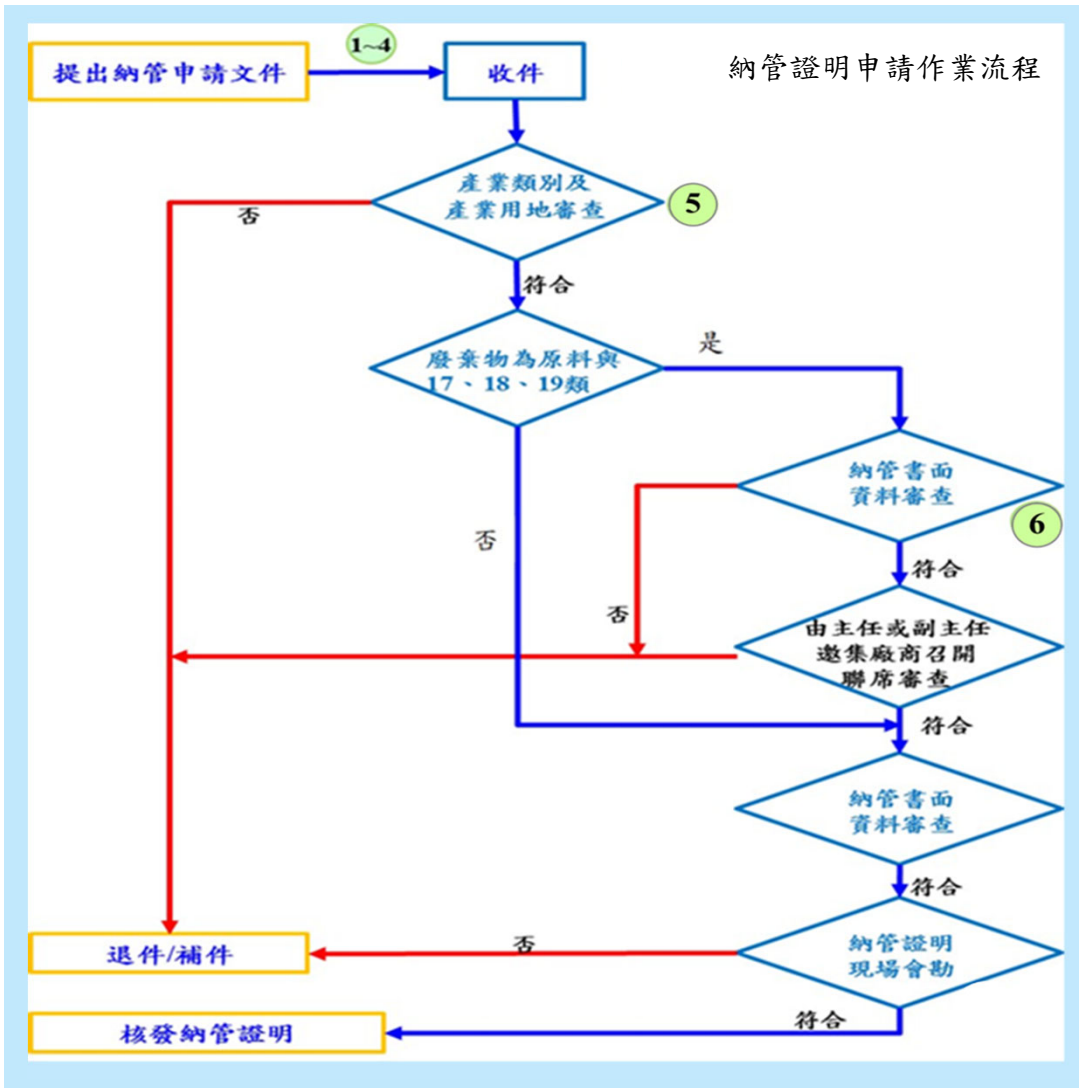 納管證明申請作業流程
1~4
提出納管申請文件
收件
產業類別及
產業用地審查
5
否
符合
廢棄物為原料與
17、18、19類
是
納管書面
資料審查
6
否
符合
否
由主任或副主任
邀集廠商召開
聯席審查
符合
納管書面
資料審查
符合
納管證明
現場會勘
否
退件/補件
符合
核發納管證明